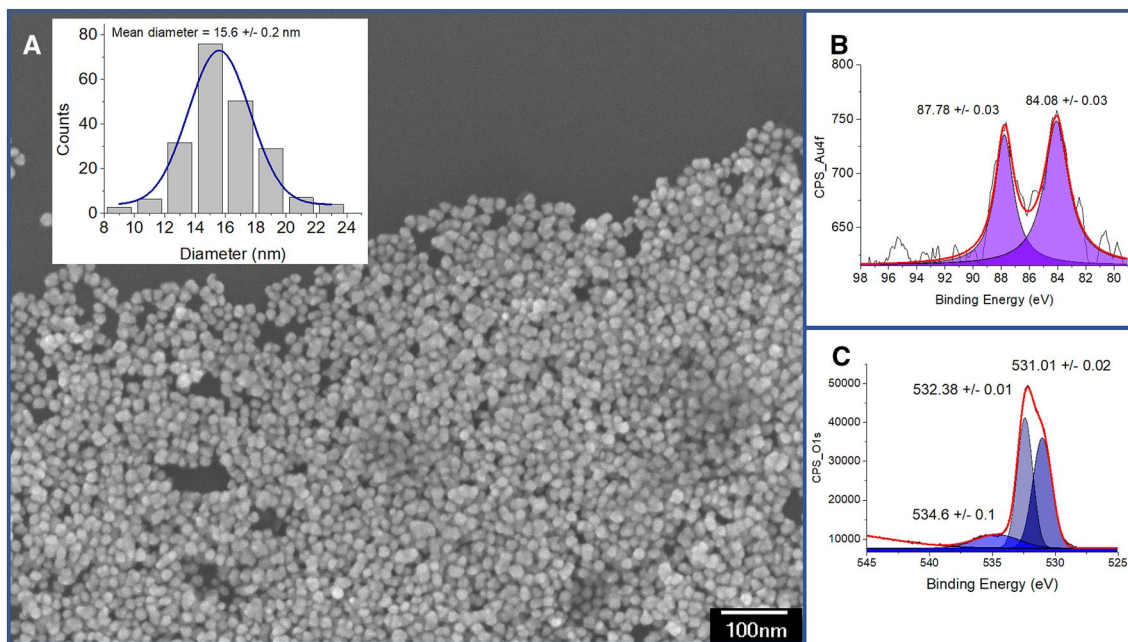 A
Mean diameter = 15.6 +/- 0.2 nm
80
60
40
20
0
Counts
8 10 12 14 16 18 20 22 24
Diameter (nm)
100nm
B
800
750
700
650
CPS_Au4f
87.78 +/- 0.03
84.08 +/- 0.03
98 96 94 92 90 88 86 84 82 80
Binding Energy (eV)
C
531.01 +/- 0.02
532.38 +/- 0.01
534.6 +/- 0.1
50000
40000
30000
20000
10000
CPS_O1s
545 540 535 530 525
Binding Energy (eV)